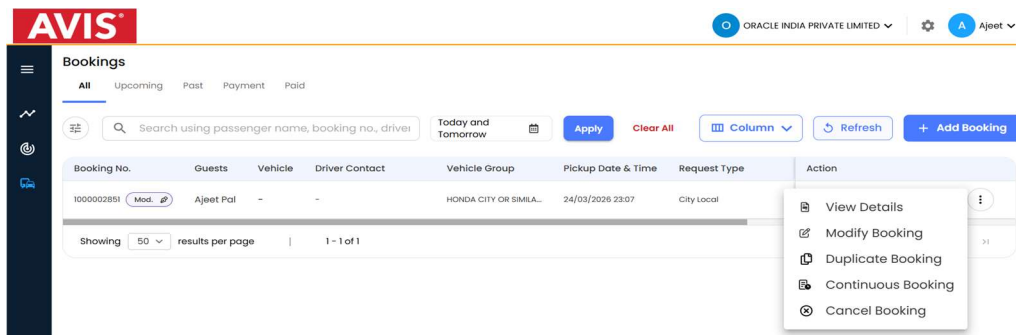 AVIS®
O ORACLE INDIA PRIVATE LIMITED
A Ajeet
Bookings
All Upcoming Past Payment Paid
Search using passenger name, booking no., driver
Today and Tomorrow
Apply
Clear All
Column
Refresh
+ Add Booking
Booking No. Guests Vehicle Driver Contact Vehicle Group Pickup Date & Time Request Type Action
1000002851 Mod. Ajeet Pal - - HONDA CITY OR SIMILA... 24/03/2026 23:07 City Local
Showing 50 results per page | 1 - 1 of 1
View Details
Modify Booking
Duplicate Booking
Continuous Booking
Cancel Booking